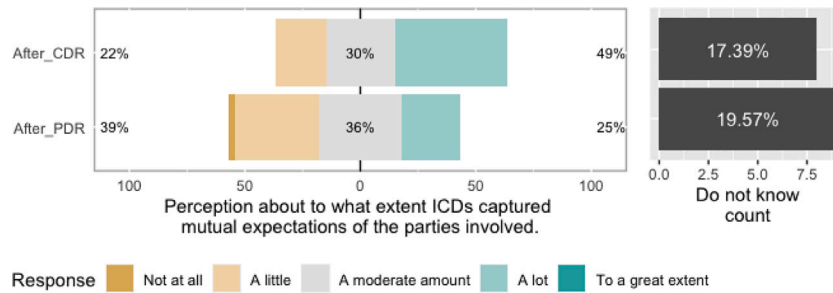 After_CDR 22% 30% 49% 17.39%
After_PDR 39% 36% 25% 19.57%
100 50 0 50 100 0.0 2.5 5.0 7.5
Perception about to what extent ICDs captured
mutual expectations of the parties involved.
Do not know
count
Response Not at all A little A moderate amount A lot To a great extent